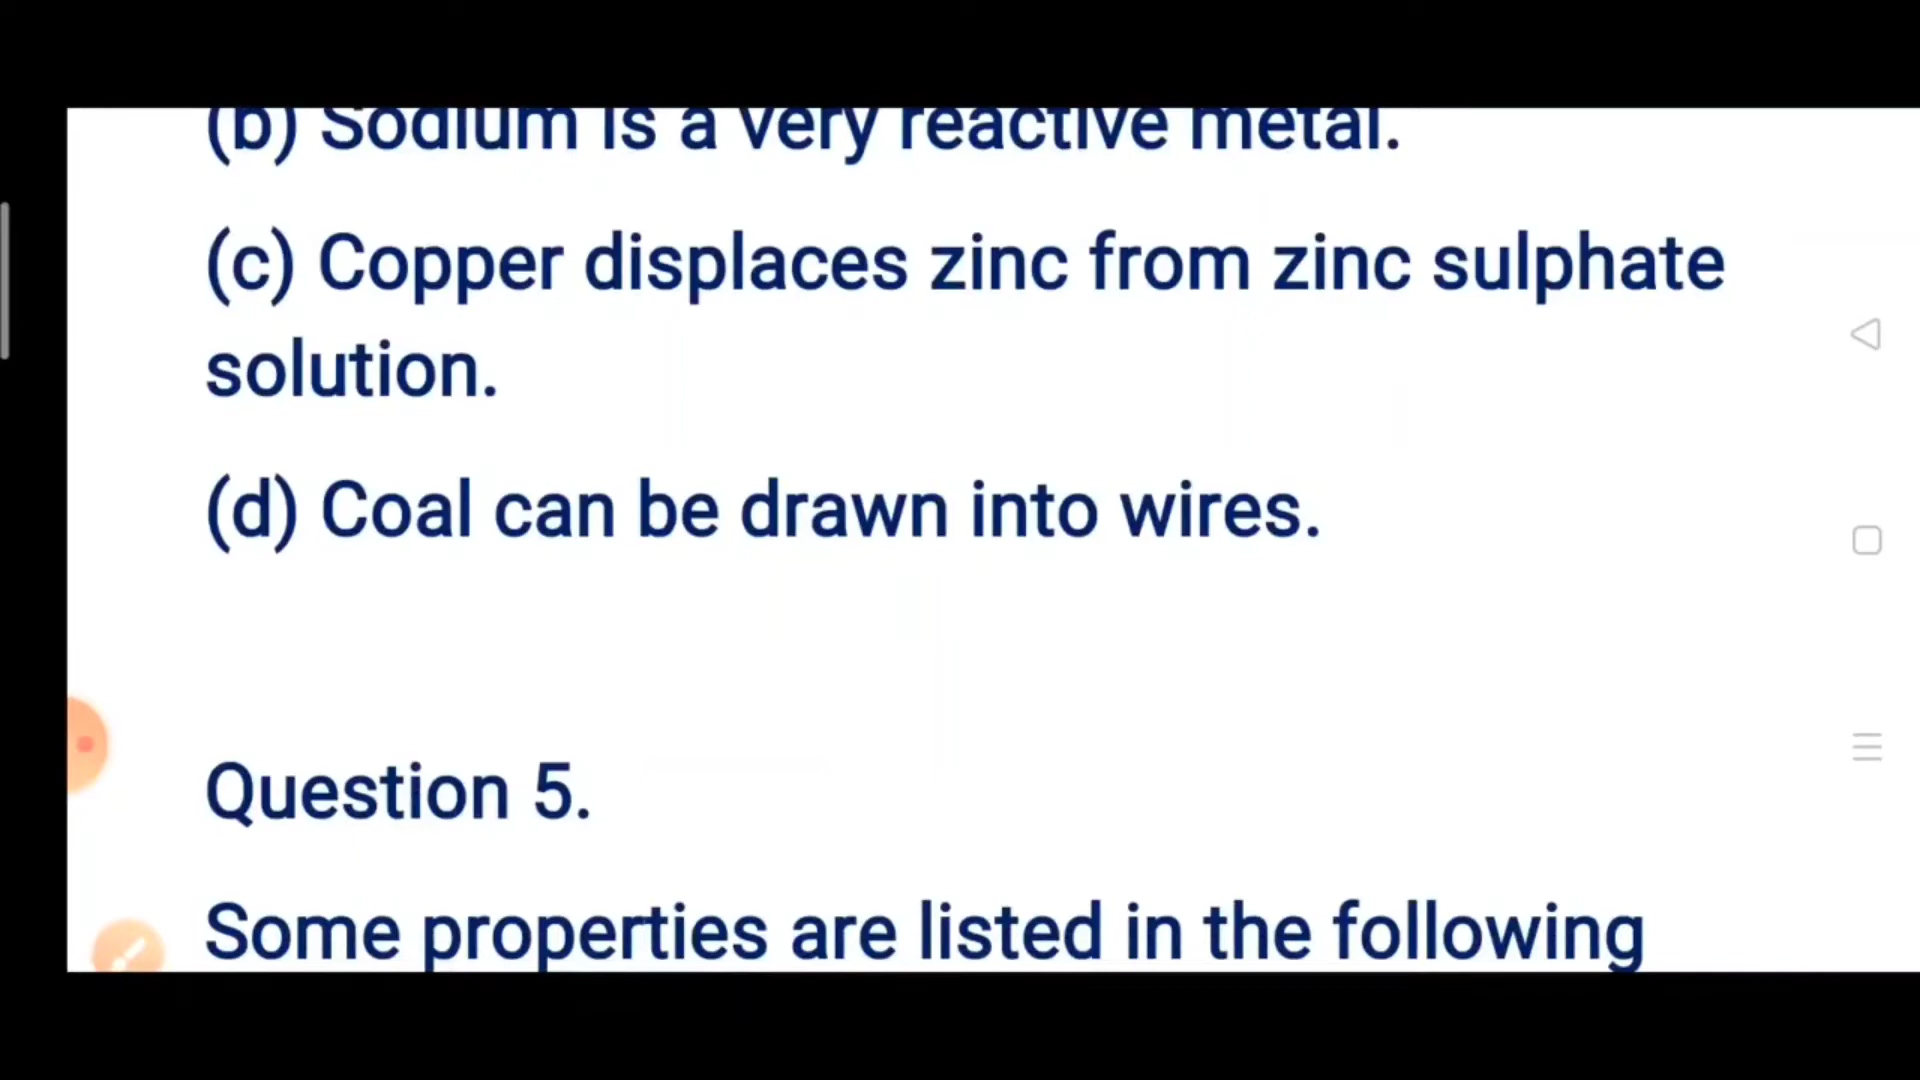 (b) Sodium is a very reactive metal.
(c) Copper displaces zinc from zinc sulphate
solution.
(d) Coal can be drawn into wires.
Question 5.
Some properties are listed in the following